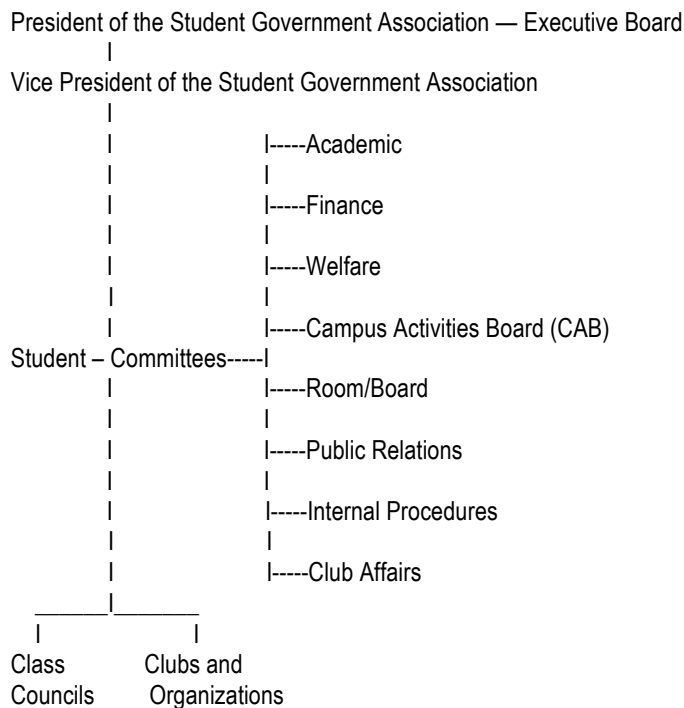 President of the Student Government Association — Executive Board
Vice President of the Student Government Association
Academic
Finance
Welfare
Campus Activities Board (CAB)
Student – Committees
Room/Board
Public Relations
Internal Procedures
Club Affairs
Class Clubs and
Councils Organizations